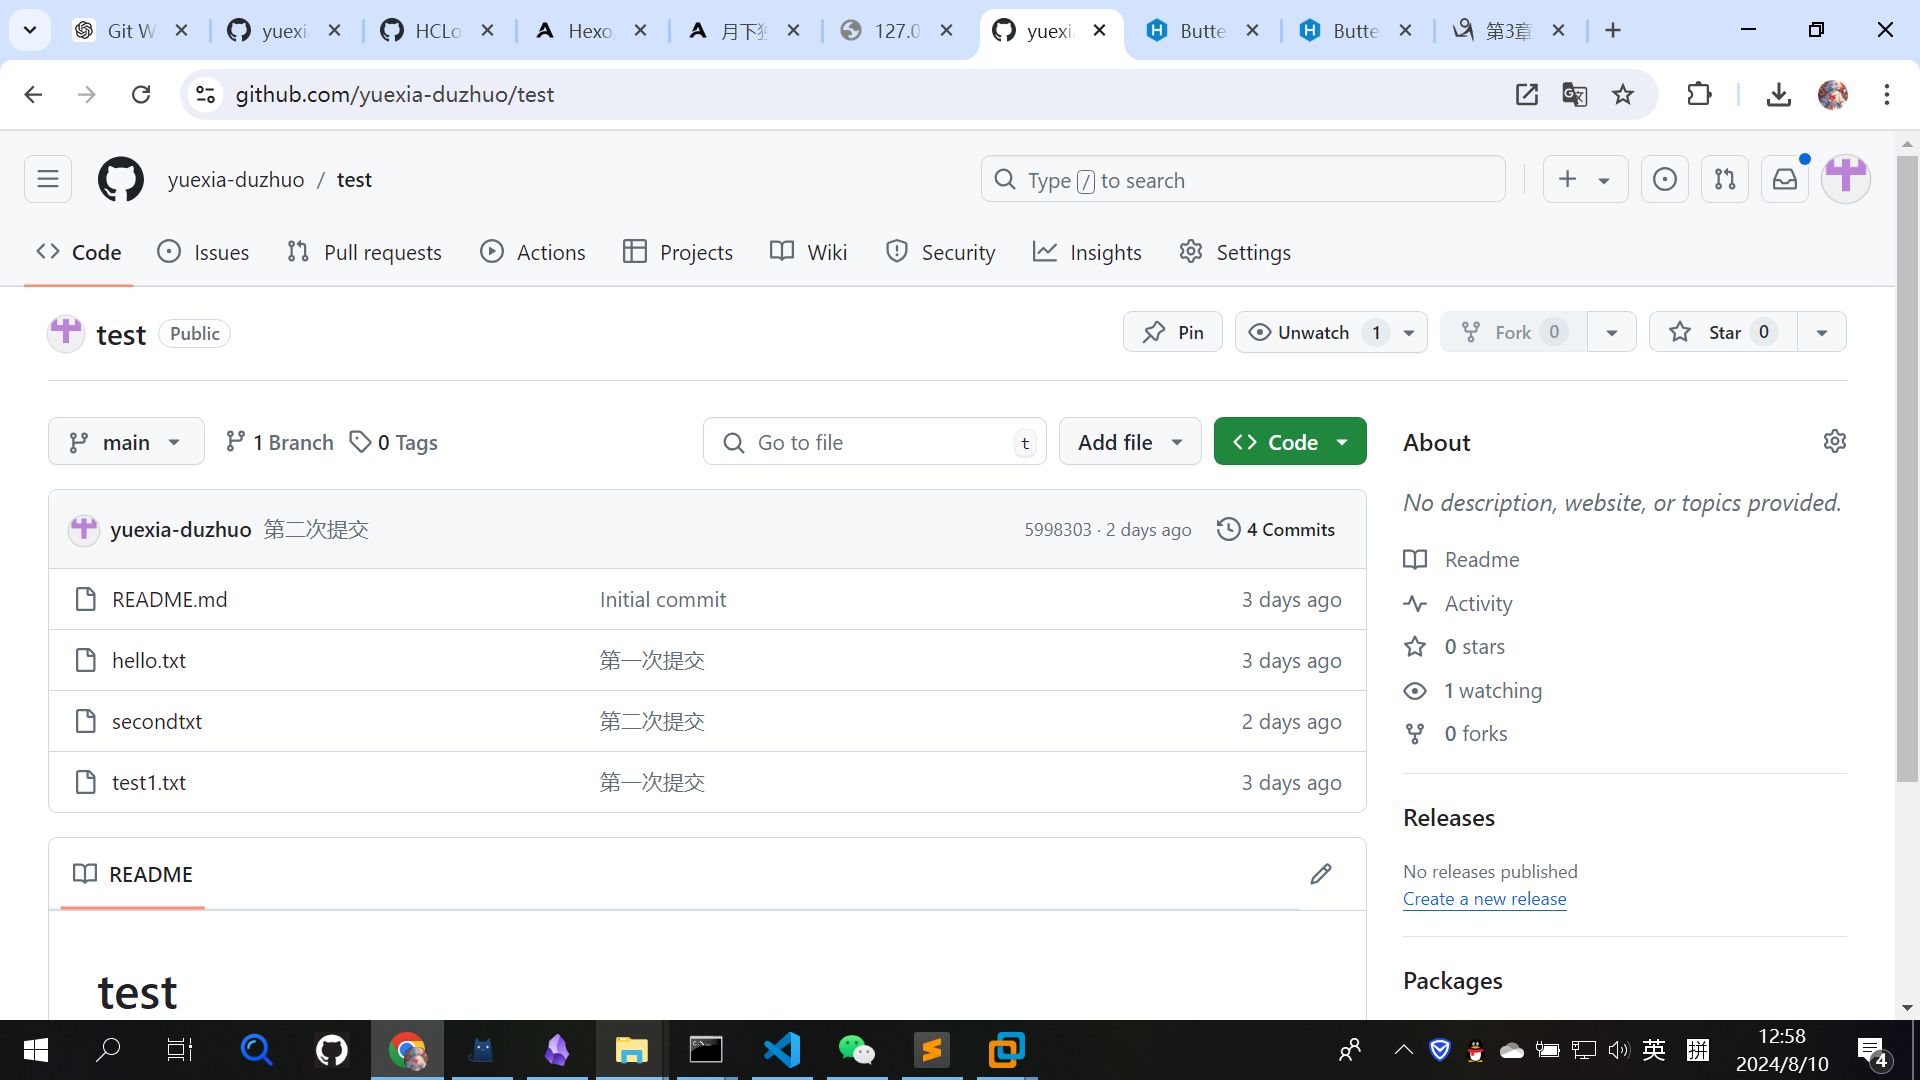 Git W
yuexi
HCLo
Hexo
月下独
127.0
yuexi
Butte
Butte
第3章
github.com/yuexia-duzhuo/test
yuexia-duzhuo / test
Type / to search
Code
Issues
Pull requests
Actions
Projects
Wiki
Security
Insights
Settings
test
Public
Pin
Unwatch 1
Fork 0
Star 0
main
1 Branch
0 Tags
Go to file
t
Add file
Code
About
No description, website, or topics provided.
yuexia-duzhuo 第二次提交
5998303 · 2 days ago
4 Commits
README.md Initial commit 3 days ago
hello.txt 第一次提交 3 days ago
secondtxt 第二次提交 2 days ago
test1.txt 第一次提交 3 days ago
Readme
Activity
0 stars
1 watching
0 forks
Releases
No releases published
Create a new release
README
test
Packages
英
拼
12:58
2024/8/10
4